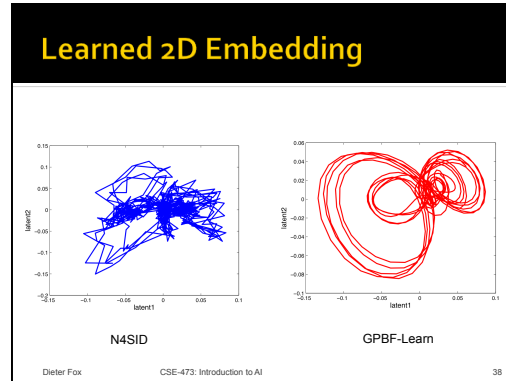 Learned 2D Embedding
0.15
0.1
0.05
0
−0.05
−0.1
−0.15
−0.2
latent2
−0.15 −0.1 −0.05 0 0.05 0.1
latent1
N4SID
0.06
0.04
0.02
0
−0.02
−0.04
−0.06
−0.08
−0.1
latent2
−0.15 −0.1 −0.05 0 0.05 0.1
latent1
GPBF-Learn
Dieter Fox CSE-473: Introduction to AI 38